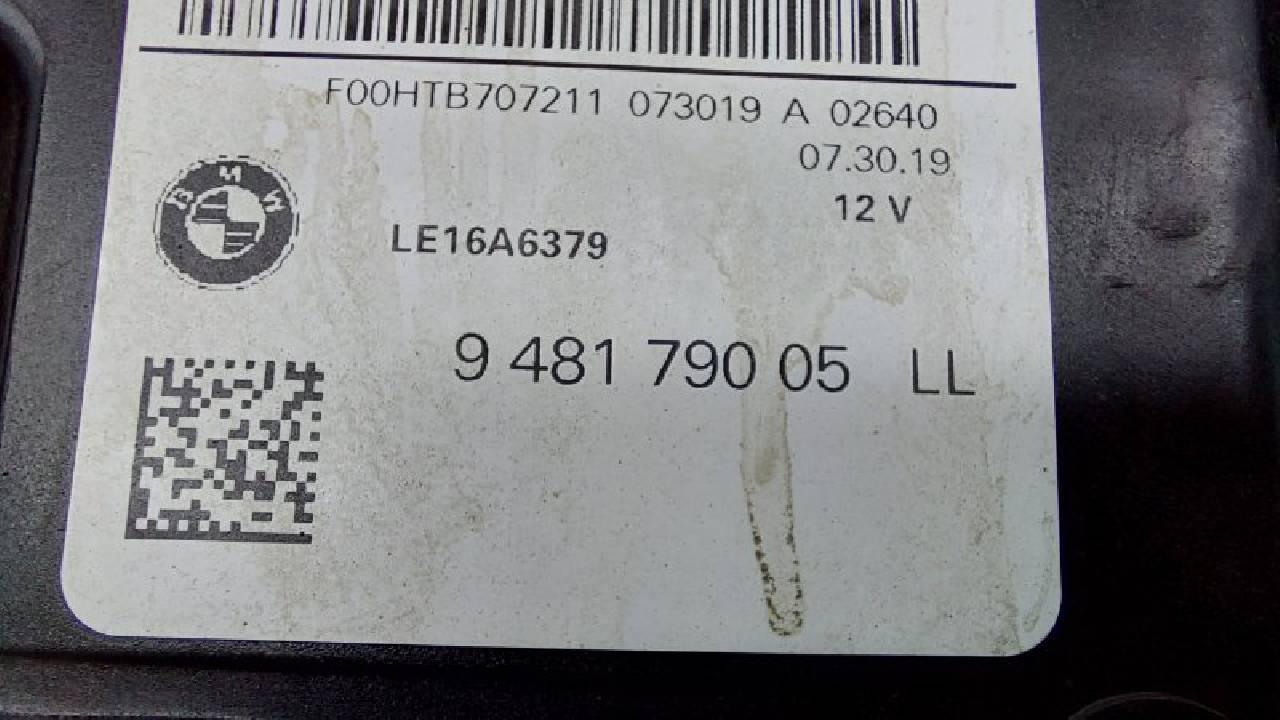 F00HTB707211 073019 A 02640
07.30.19
12 V
BMW
LE16A6379
9 481 790 05 LL